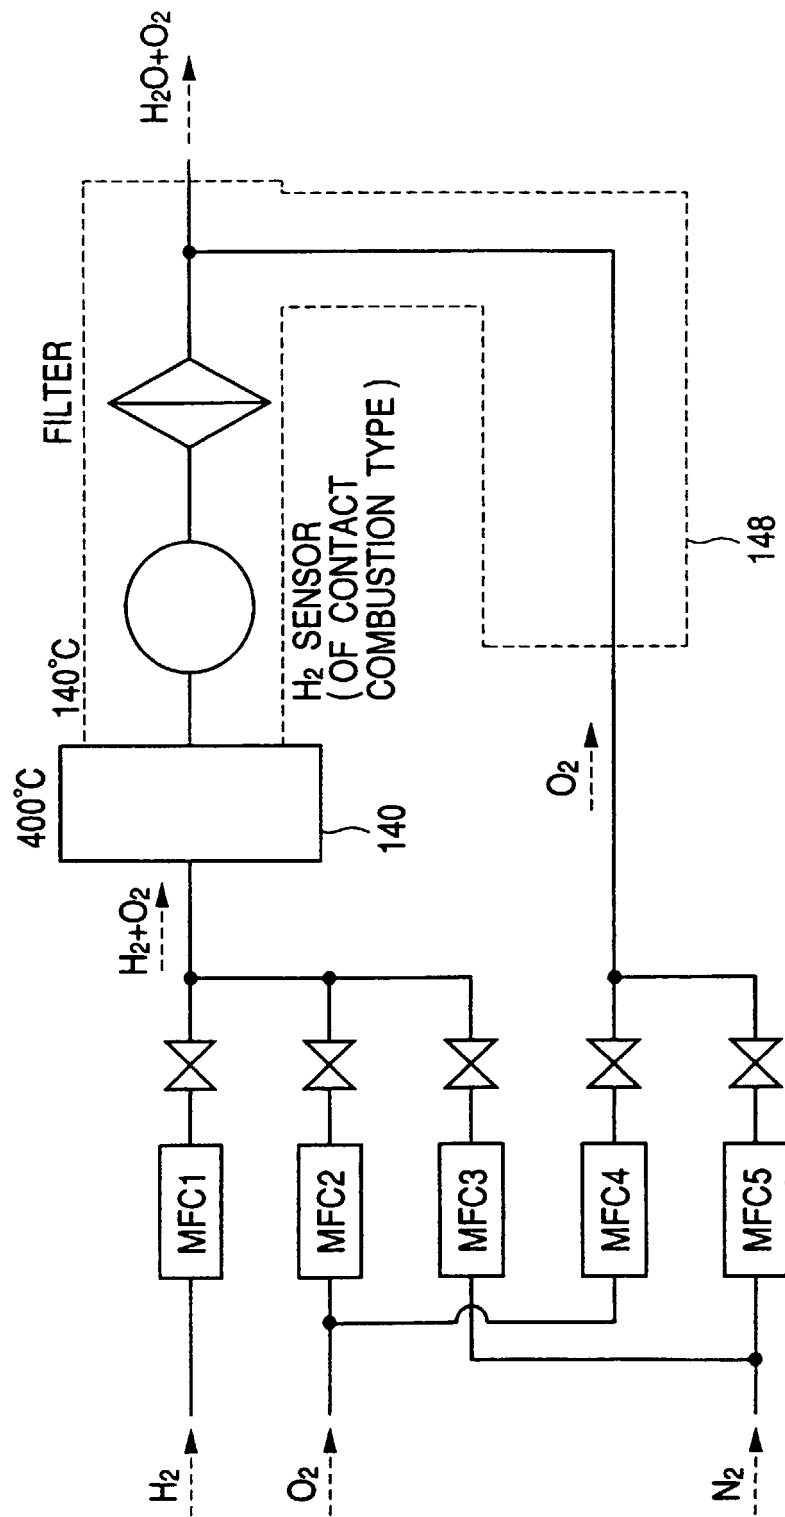 H2O+O2
FILTER
140°C
H2 SENSOR
(OF CONTACT
COMBUSTION TYPE)
148
400°C
140
O2
H2+O2
MFC1
MFC2
MFC3
MFC4
MFC5
H2
O2
N2